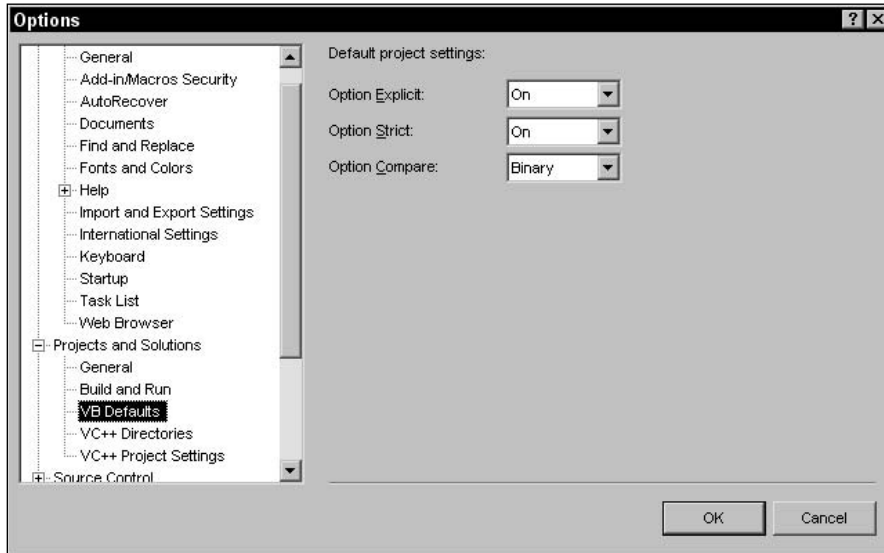 Options
General
Add-in/Macros Security
AutoRecover
Documents
Find and Replace
Fonts and Colors
Help
Import and Export Settings
International Settings
Keyboard
Startup
Task List
Web Browser
Projects and Solutions
General
Build and Run
VB Defaults
VC++ Directories
VC++ Project Settings
Source Control
Default project settings:
Option Explicit: On
Option Strict: On
Option Compare: Binary
OK Cancel